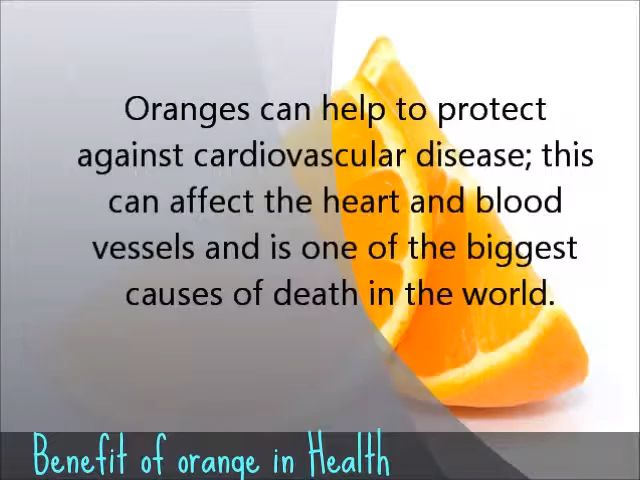 Oranges can help to protect
against cardiovascular disease; this
can affect the heart and blood
vessels and is one of the biggest
causes of death in the world.
Benefit of orange in Health